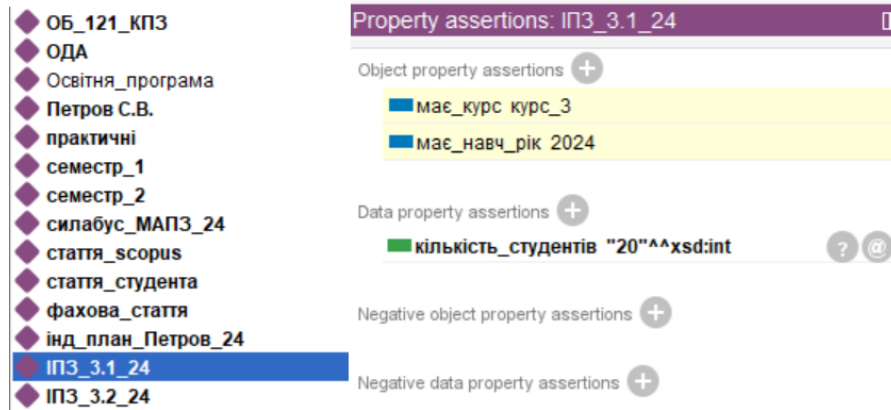 ОБ_121_КПЗ
ОДА
Освітня_програма
Петров С.В.
практичні
семестр_1
семестр_2
силабус_МАПЗ_24
стаття_scopus
стаття_студента
фахова_стаття
інд_план_Петров_24
ІПЗ_3.1_24
ІПЗ_3.2_24
Property assertions: ІПЗ_3.1_24
Object property assertions
має_курс курс_3
має_навч_рік 2024
Data property assertions
кількість_студентів "20"^^xsd:int
Negative object property assertions
Negative data property assertions